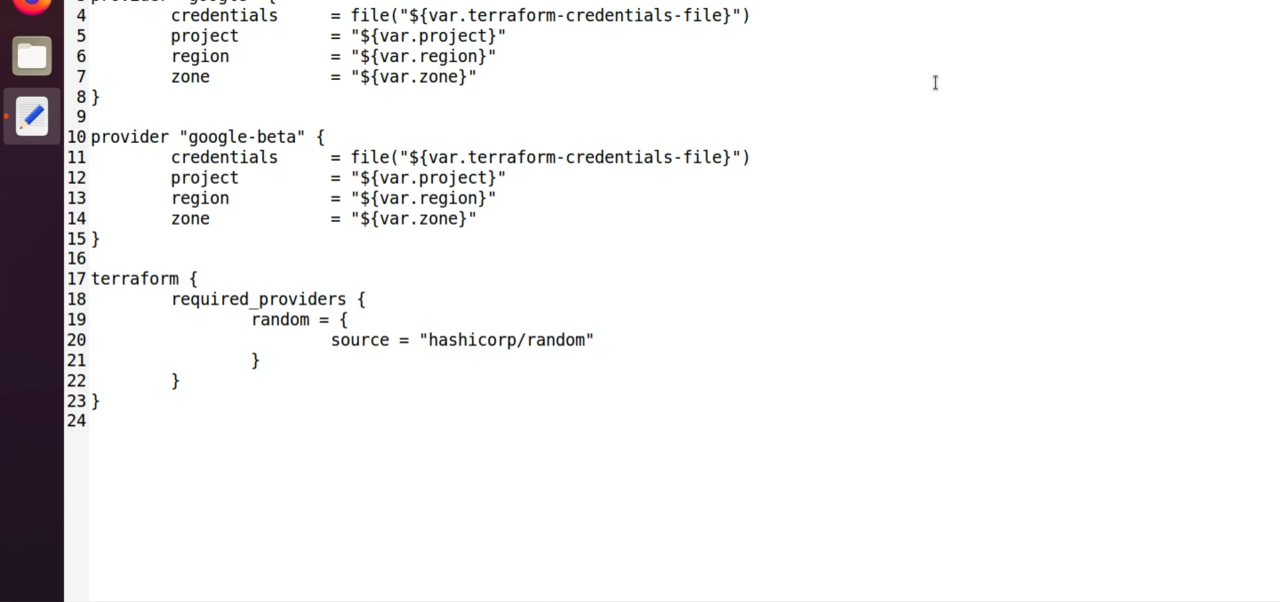 4 credentials = file("${var.terraform-credentials-file}")
5 project = "${var.project}"
6 region = "${var.region}"
7 zone = "${var.zone}"
8 }
9
10 provider "google-beta" {
11 credentials = file("${var.terraform-credentials-file}")
12 project = "${var.project}"
13 region = "${var.region}"
14 zone = "${var.zone}"
15 }
16
17 terraform {
18 required_providers {
19 random = {
20 source = "hashicorp/random"
21 }
22 }
23 }
24